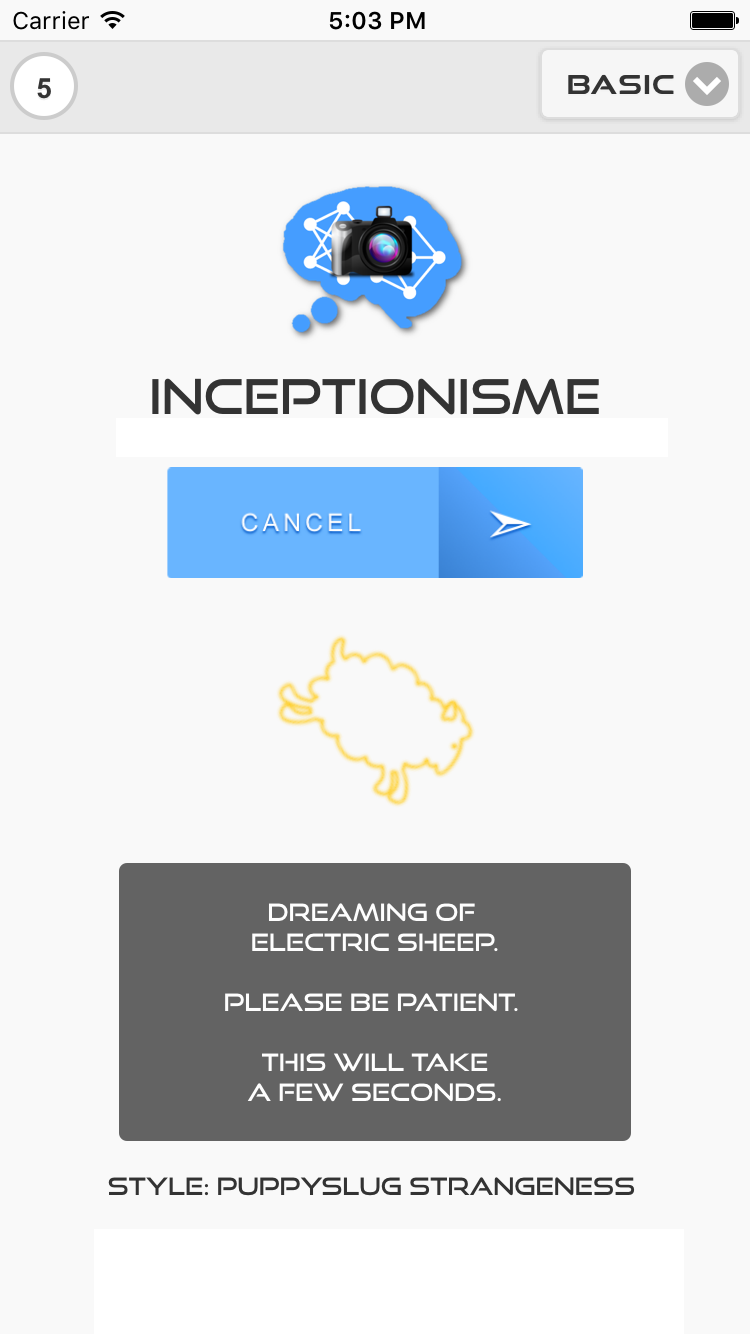 Carrier 5:03 PM
5 BASIC
INCEPTIONISME
CANCEL
DREAMING OF
ELECTRIC SHEEP.
PLEASE BE PATIENT.
THIS WILL TAKE
A FEW SECONDS.
STYLE: PUPPYSLUG STRANGENESS